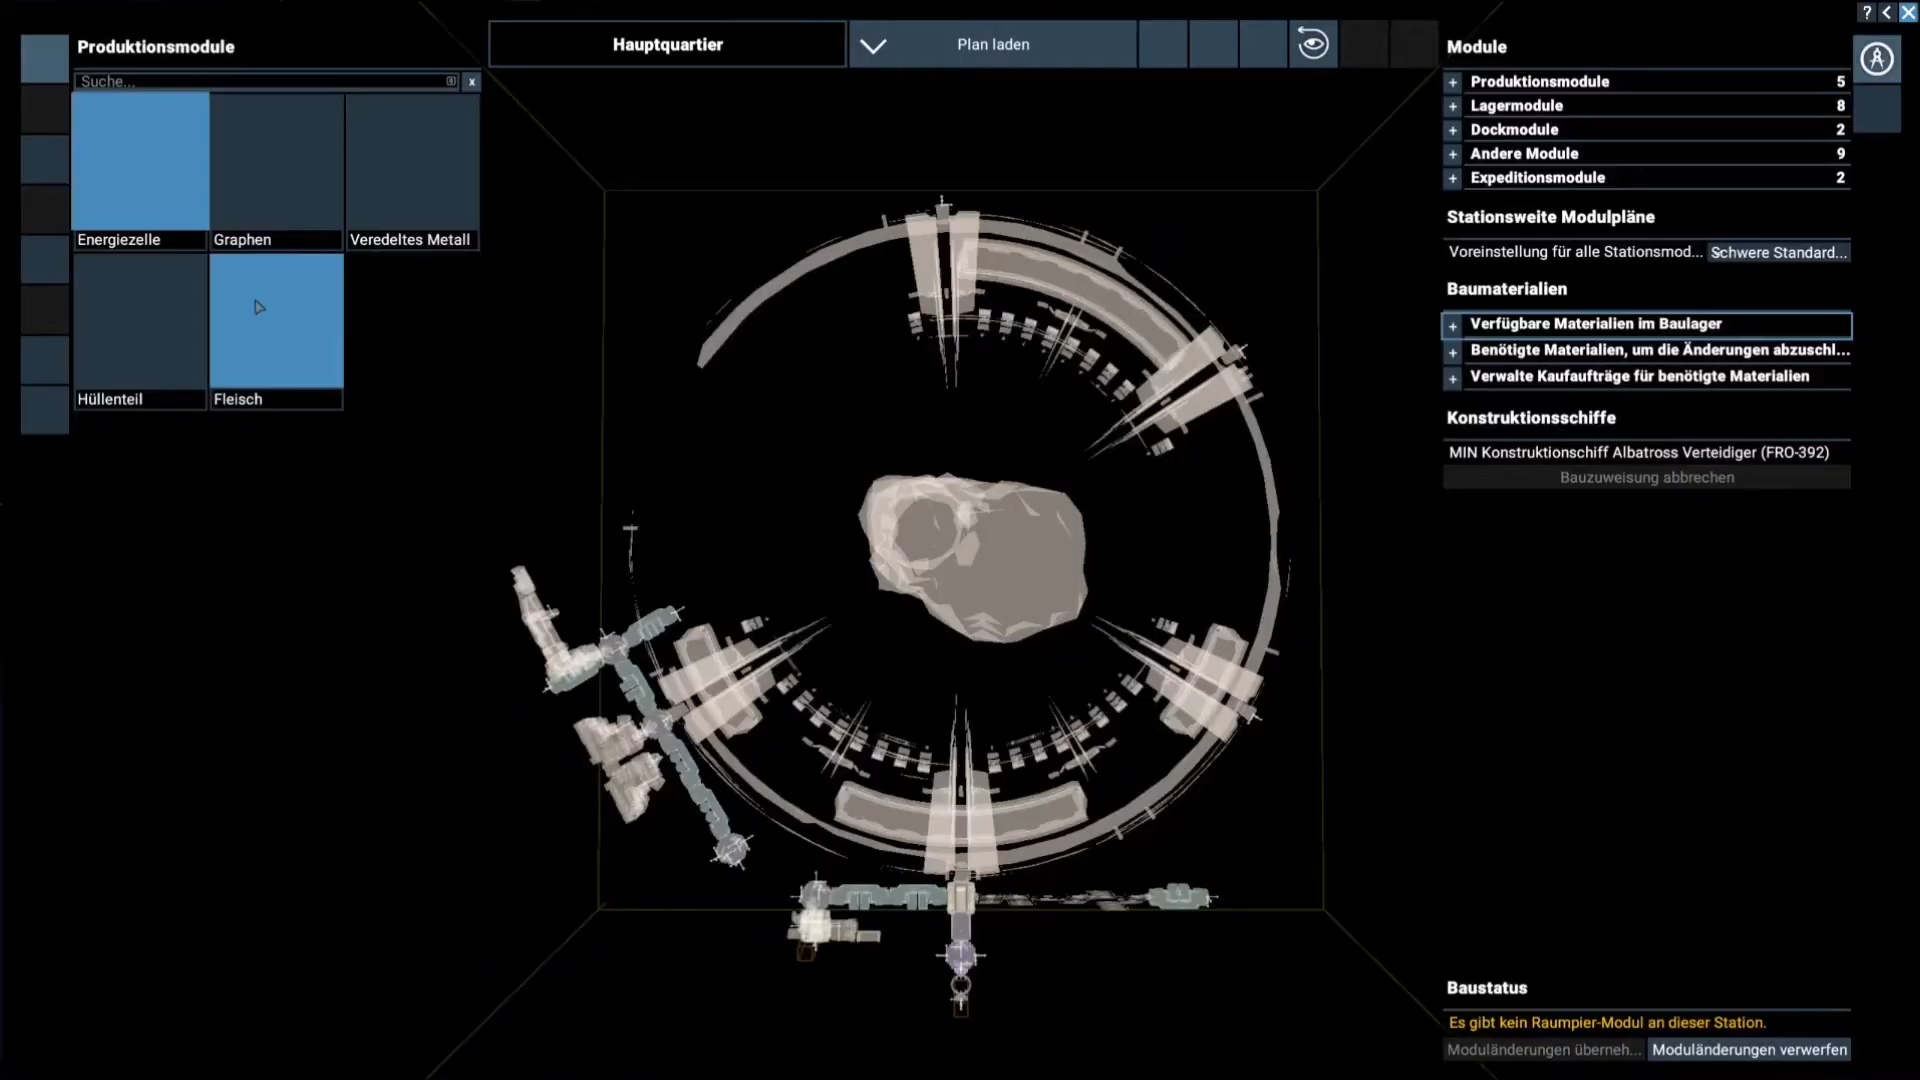 Produktionsmodule
Suche...
x
Energiezelle
Graphen
Veredeltes Metall
Hüllenteil
Fleisch
Hauptquartier
Plan laden
? <
Module
+ Produktionsmodule 5
+ Lagermodule 8
+ Dockmodule 2
+ Andere Module 9
+ Expeditionsmodule 2
Stationsweite Modulpläne
Voreinstellung für alle Stationsmod... Schwere Standard...
Baumaterialien
+ Verfügbare Materialien im Baulager
+ Benötigte Materialien, um die Änderungen abzuschl...
+ Verwalte Kaufaufträge für benötigte Materialien
Konstruktionsschiffe
MIN Konstruktionschiff Albatross Verteidiger (FRO-392)
Bauzuweisung abbrechen
Baustatus
Es gibt kein Raumpier-Modul an dieser Station.
Moduländerungen überneh... Moduländerungen verwerfen